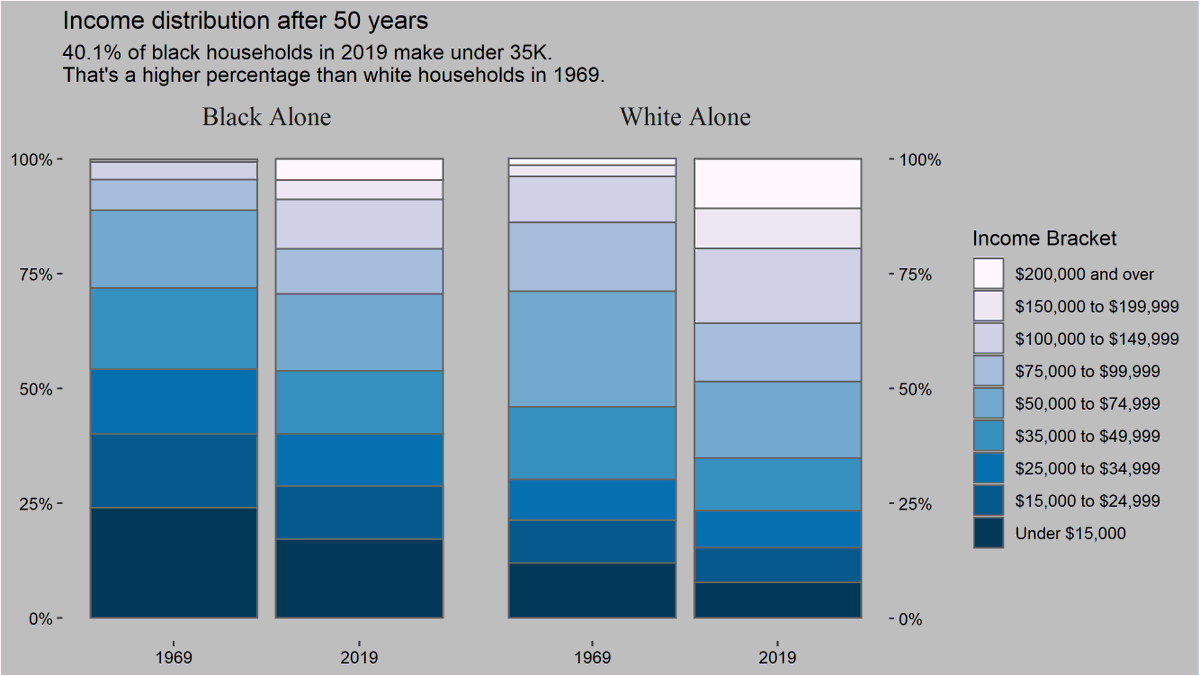 Income distribution after 50 years
40.1% of black households in 2019 make under 35K.
That's a higher percentage than white households in 1969.
Black Alone
White Alone
100%
75%
50%
25%
0%
100%
75%
50%
25%
0%
1969
2019
1969
2019
Income Bracket
$200,000 and over
$150,000 to $199,999
$100,000 to $149,999
$75,000 to $99,999
$50,000 to $74,999
$35,000 to $49,999
$25,000 to $34,999
$15,000 to $24,999
Under $15,000